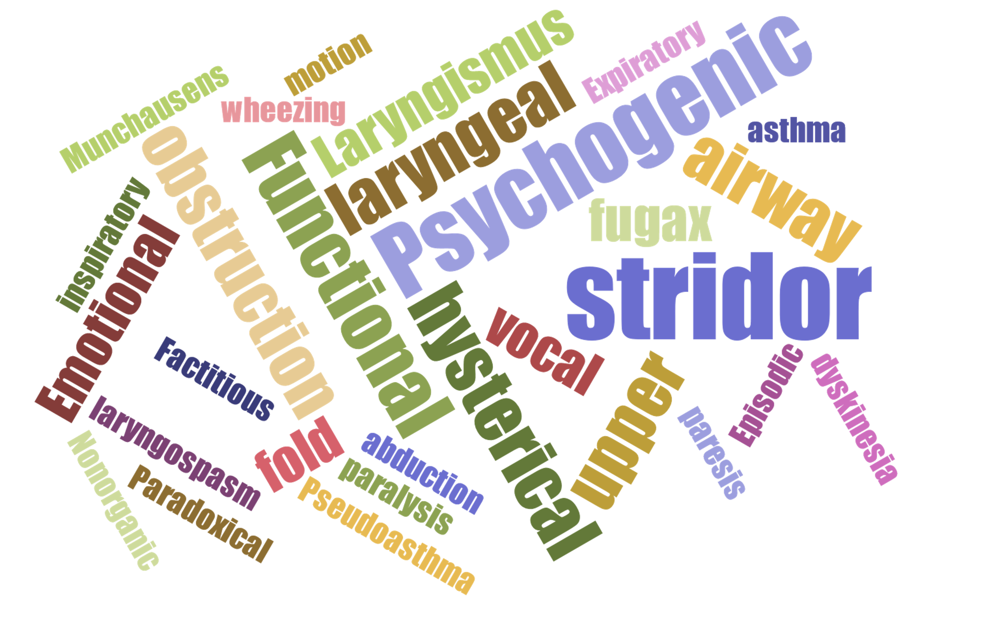 motion
Laryngismus
Expiratory
Psychogenic
Munchausens
wheezing
laryngeal
asthma
obstruction
Functional
airway
fugax
inspiratory
Emotional
stridor
hysterical
vocal
Factitious
upper
Episodic
dyskinesia
laryngospasm
fold
abduction
paresis
Nonorganic
Paradoxical
paralysis
Pseudoasthma